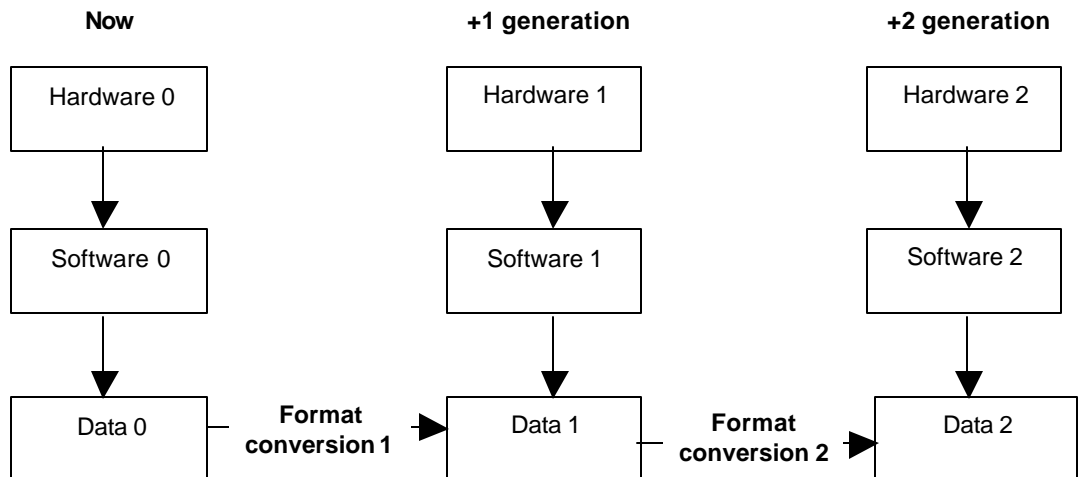 Now
+1 generation
+2 generation
Hardware 0
Hardware 1
Hardware 2
Software 0
Software 1
Software 2
Data 0
Format
conversion 1
Data 1
Format
conversion 2
Data 2